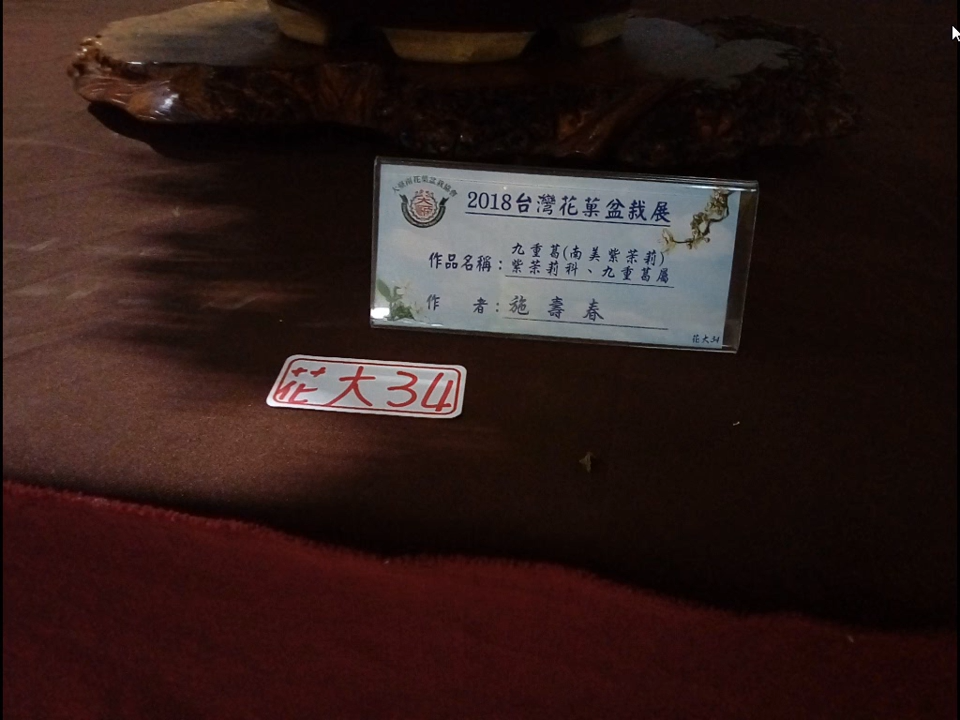 2018台灣花菓盆栽展
作品名稱：九重葛(南美紫茉莉)
紫茉莉科、九重葛屬
作　者：施壽春
花大34
花大34